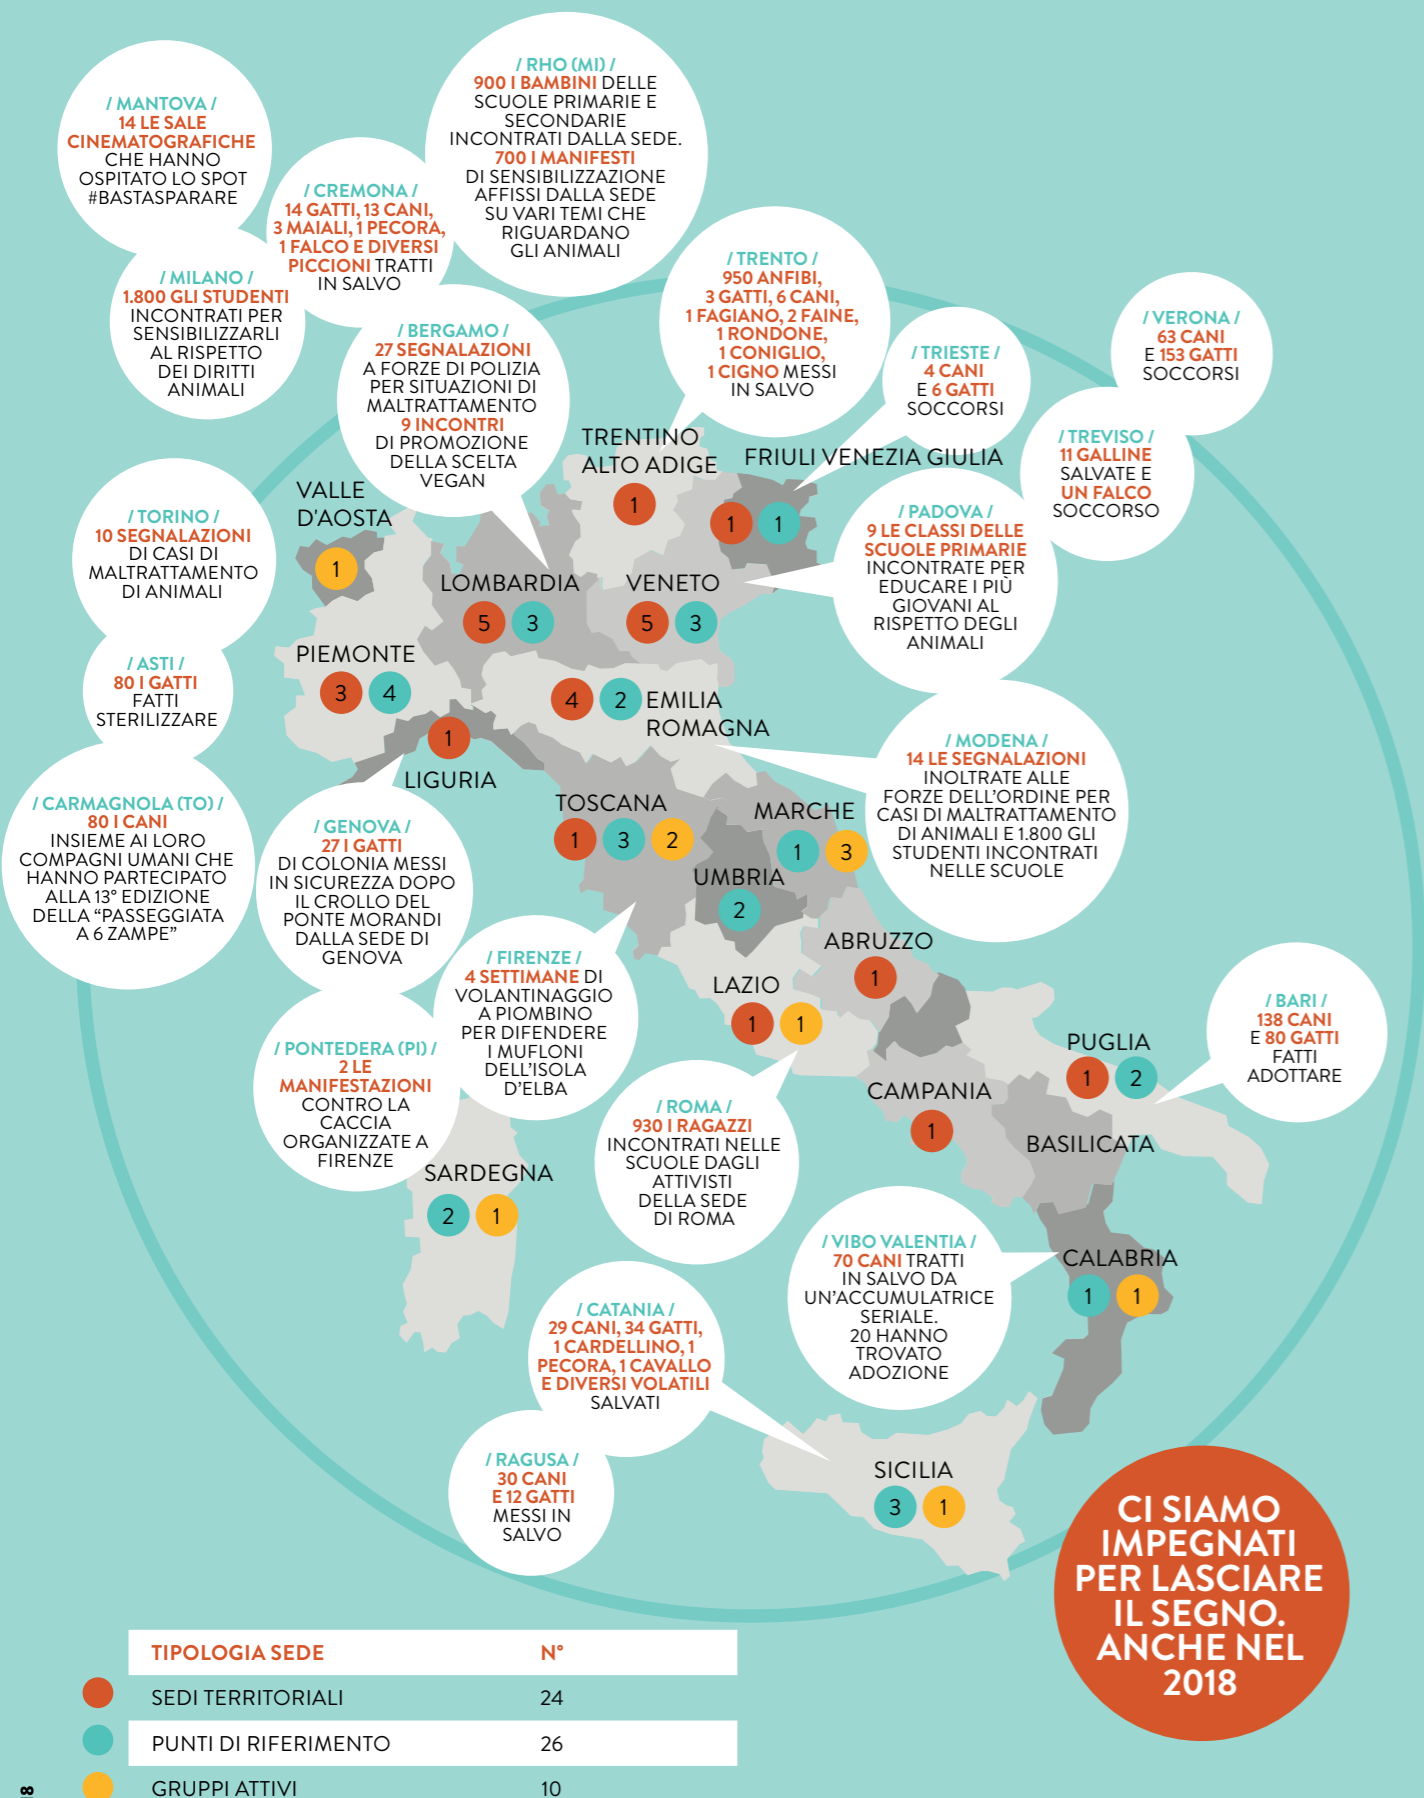 / MANTOVA /
14 LE SALE
CINEMATOGRAFICHE
CHE HANNO
OSPITATO LO SPOT
#BASTASPARARE
/ CREMONA /
14 GATTI, 13 CANI,
3 MAIALI, 1 PECORA,
1 FALCO E DIVERSI
PICCIONI TRATTI
IN SALVO
/ RHO (MI) /
900 I BAMBINI DELLE
SCUOLE PRIMARIE E
SECONDARIE
INCONTRATI DALLA SEDE.
700 I MANIFESTI
DI SENSIBILIZZAZIONE
AFFISSI DALLA SEDE
SU VARI TEMI CHE
RIGUARDANO
GLI ANIMALI
/ MILANO /
1.800 GLI STUDENTI
INCONTRATI PER
SENSIBILIZZARLI
AL RISPETTO
DEI DIRITTI
ANIMALI
/ BERGAMO /
27 SEGNALAZIONI
A FORZE DI POLIZIA
PER SITUAZIONI DI
MALTRATTAMENTO
9 INCONTRI
DI PROMOZIONE
DELLA SCELTA
VEGAN
/ TRENTO /
950 ANFIBI,
3 GATTI, 6 CANI,
1 FAGIANO, 2 FAINE,
1 RONDONE,
1 CONIGLIO,
1 CIGNO MESSI
IN SALVO
/ TRIESTE /
4 CANI
E 6 GATTI
SOCCORSI
/ VERONA /
63 CANI
E 153 GATTI
SOCCORSI
/ TREVISO /
11 GALLINE
SALVATE E
UN FALCO
SOCCORSO
/ PADOVA /
9 LE CLASSI DELLE
SCUOLE PRIMARIE
INCONTRATE PER
EDUCARE I PIÙ
GIOVANI AL
RISPETTO DEGLI
ANIMALI
TRENTINO
ALTO ADIGE
1
FRIULI VENEZIA GIULIA
1 1
VALLE
D'AOSTA
1
LOMBARDIA
5 3
VENETO
5 3
/ TORINO /
10 SEGNALAZIONI
DI CASI DI
MALTRATTAMENTO
DI ANIMALI
/ ASTI /
80 I GATTI
FATTI
STERILIZZARE
PIEMONTE
3 4
4 2 EMILIA
ROMAGNA
1
LIGURIA
/ MODENA /
14 LE SEGNALAZIONI
INOLTRATE ALLE
FORZE DELL'ORDINE PER
CASI DI MALTRATTAMENTO
DI ANIMALI E 1.800 GLI
STUDENTI INCONTRATI
NELLE SCUOLE
/ CARMAGNOLA (TO) /
80 I CANI
INSIEME AI LORO
COMPAGNI UMANI CHE
HANNO PARTECIPATO
ALLA 13° EDIZIONE
DELLA “PASSEGGIATA
A 6 ZAMPE”
/ GENOVA /
27 I GATTI
DI COLONIA MESSI
IN SICUREZZA DOPO
IL CROLLO DEL
PONTE MORANDI
DALLA SEDE DI
GENOVA
TOSCANA
1 3 2
MARCHE
1 3
UMBRIA
2
ABRUZZO
1
LAZIO
1 1
/ FIRENZE /
4 SETTIMANE DI
VOLANTINAGGIO
A PIOMBINO
PER DIFENDERE
I MUFLONI
DELL'ISOLA
D'ELBA
/ PONTEDERA (PI) /
2 LE
MANIFESTAZIONI
CONTRO LA
CACCIA
ORGANIZZATE A
FIRENZE
/ BARI /
138 CANI
E 80 GATTI
FATTI
ADOTTARE
PUGLIA
1 2
CAMPANIA
1
BASILICATA
/ ROMA /
930 I RAGAZZI
INCONTRATI NELLE
SCUOLE DAGLI
ATTIVISTI
DELLA SEDE
DI ROMA
SARDEGNA
2 1
/ VIBO VALENTIA /
70 CANI TRATTI
IN SALVO DA
UN'ACCUMULATRICE
SERIALE.
20 HANNO
TROVATO
ADOZIONE
CALABRIA
1 1
/ CATANIA /
29 CANI, 34 GATTI,
1 CARDELLINO, 1
PECORA, 1 CAVALLO
E DIVERSI VOLATILI
SALVATI
/ RAGUSA /
30 CANI
E 12 GATTI
MESSI IN
SALVO
SICILIA
3 1
CI SIAMO
IMPEGNATI
PER LASCIARE
IL SEGNO.
ANCHE NEL
2018
TIPOLOGIA SEDE N°
SEDI TERRITORIALI 24
PUNTI DI RIFERIMENTO 26
GRUPPI ATTIVI 10